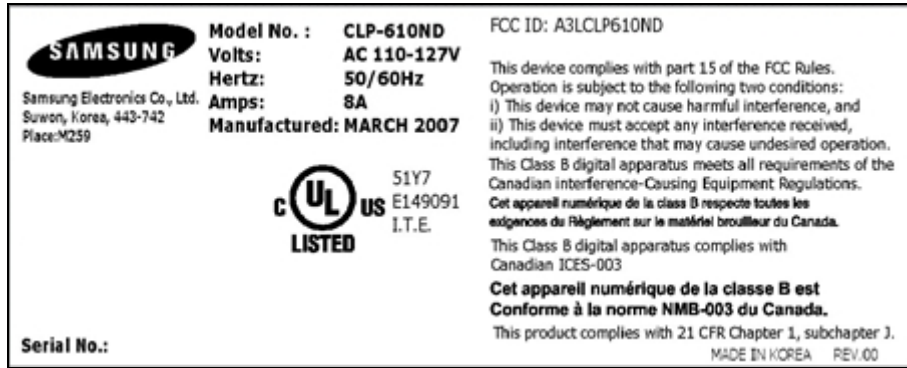 SAMSUNG
Samsung Electronics Co., Ltd.
Suwon, Korea, 443-742
Place:M259
Model No. : CLP-610ND
Volts: AC 110-127V
Hertz: 50/60Hz
Amps: 8A
Manufactured: MARCH 2007
C UL US
LISTED
51Y7
E149091
I.T.E.
Serial No.:
FCC ID: A3LCLP610ND
This device complies with part 15 of the FCC Rules.
Operation is subject to the following two conditions:
i) This device may not cause harmful interference, and
ii) This device must accept any interference received,
including interference that may cause undesired operation.
This Class B digital apparatus meets all requirements of the
Canadian interference-Causing Equipment Regulations.
Cet appareil numérique de la class B respecte toutes les
exigences du Règlement sur le matériel brouilleur du Canada.
This Class B digital apparatus complies with
Canadian ICES-003
Cet appareil numérique de la classe B est
Conforme à la norme NMB-003 du Canada.
This product complies with 21 CFR Chapter 1, subchapter J.
MADE IN KOREA REV.00